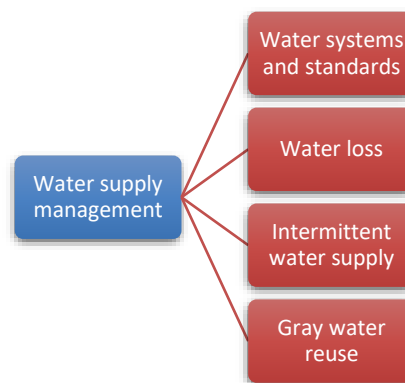 Water systems
and standards
Water loss
Water supply
management
Intermittent
water supply
Gray water
reuse